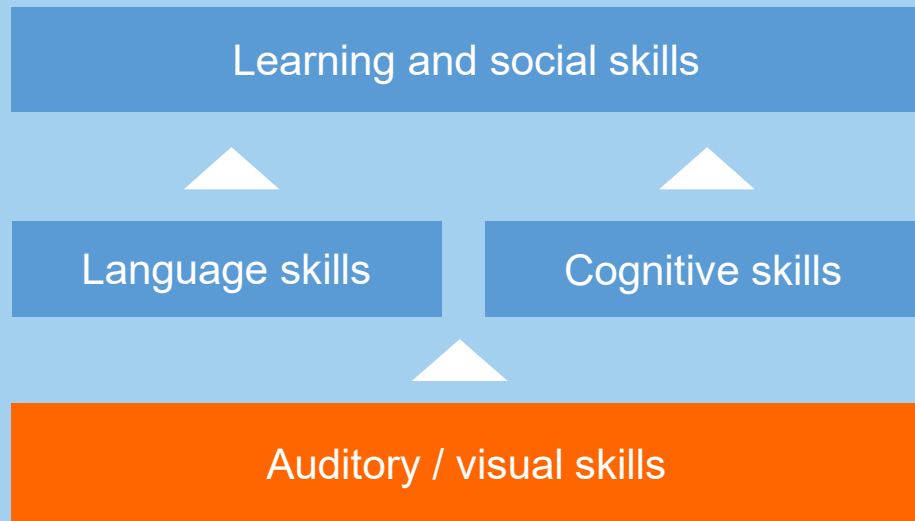 Learning and social skills
Language skills
Cognitive skills
Auditory / visual skills